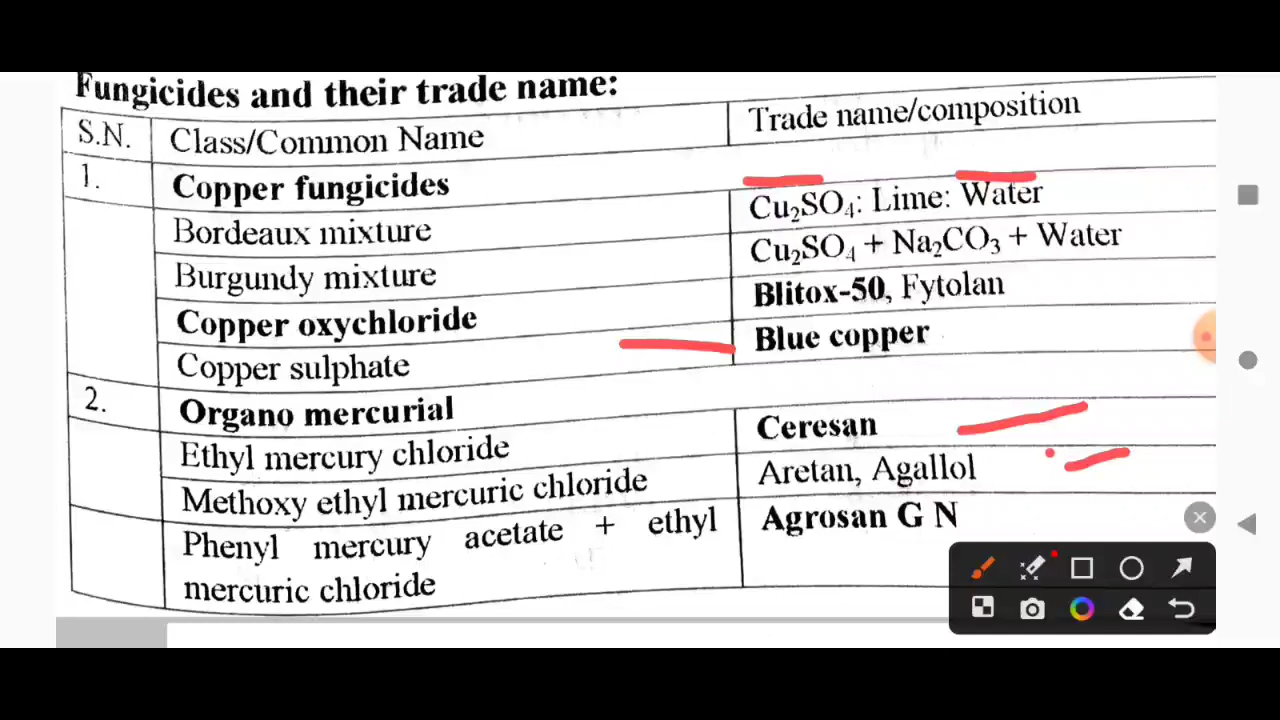 Fungicides and their trade name:
S.N. Class/Common Name Trade name/composition
1. Copper fungicides
Bordeaux mixture Cu₂SO₄: Lime: Water
Burgundy mixture Cu₂SO₄ + Na₂CO₃ + Water
Copper oxychloride Blitox-50, Fytolan
Copper sulphate Blue copper
2. Organo mercurial
Ethyl mercury chloride Ceresan
Methoxy ethyl mercuric chloride Aretan, Agallol
Phenyl mercury acetate + ethyl Agrosan G N
mercuric chloride